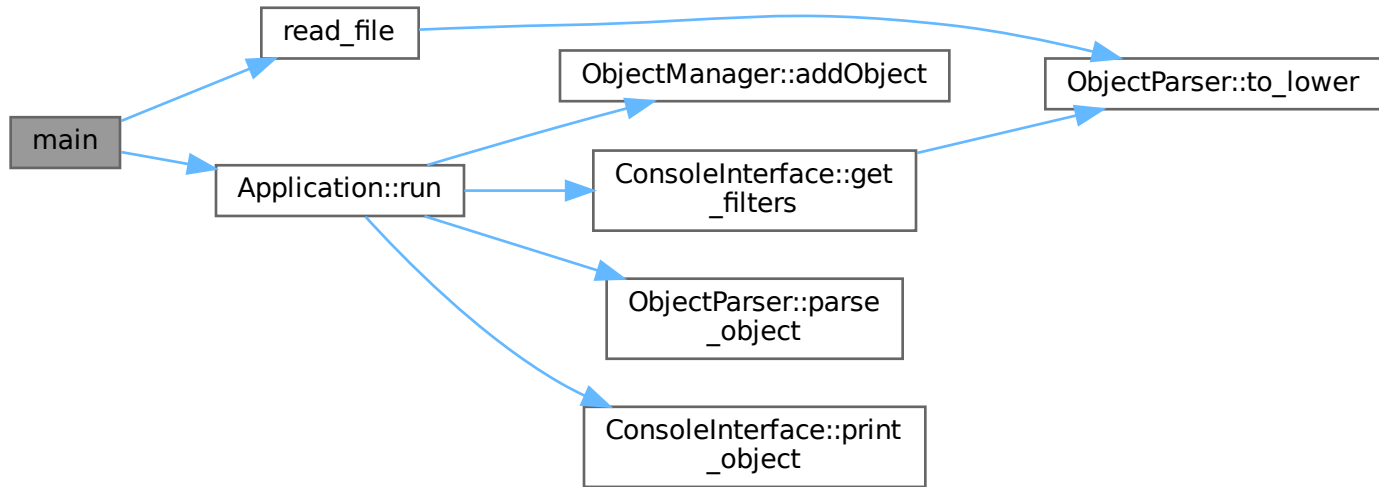 read_file
ObjectManager::addObject
ObjectParser::to_lower
main
Application::run
ConsoleInterface::get
_filters
ObjectParser::parse
_object
ConsoleInterface::print
_object